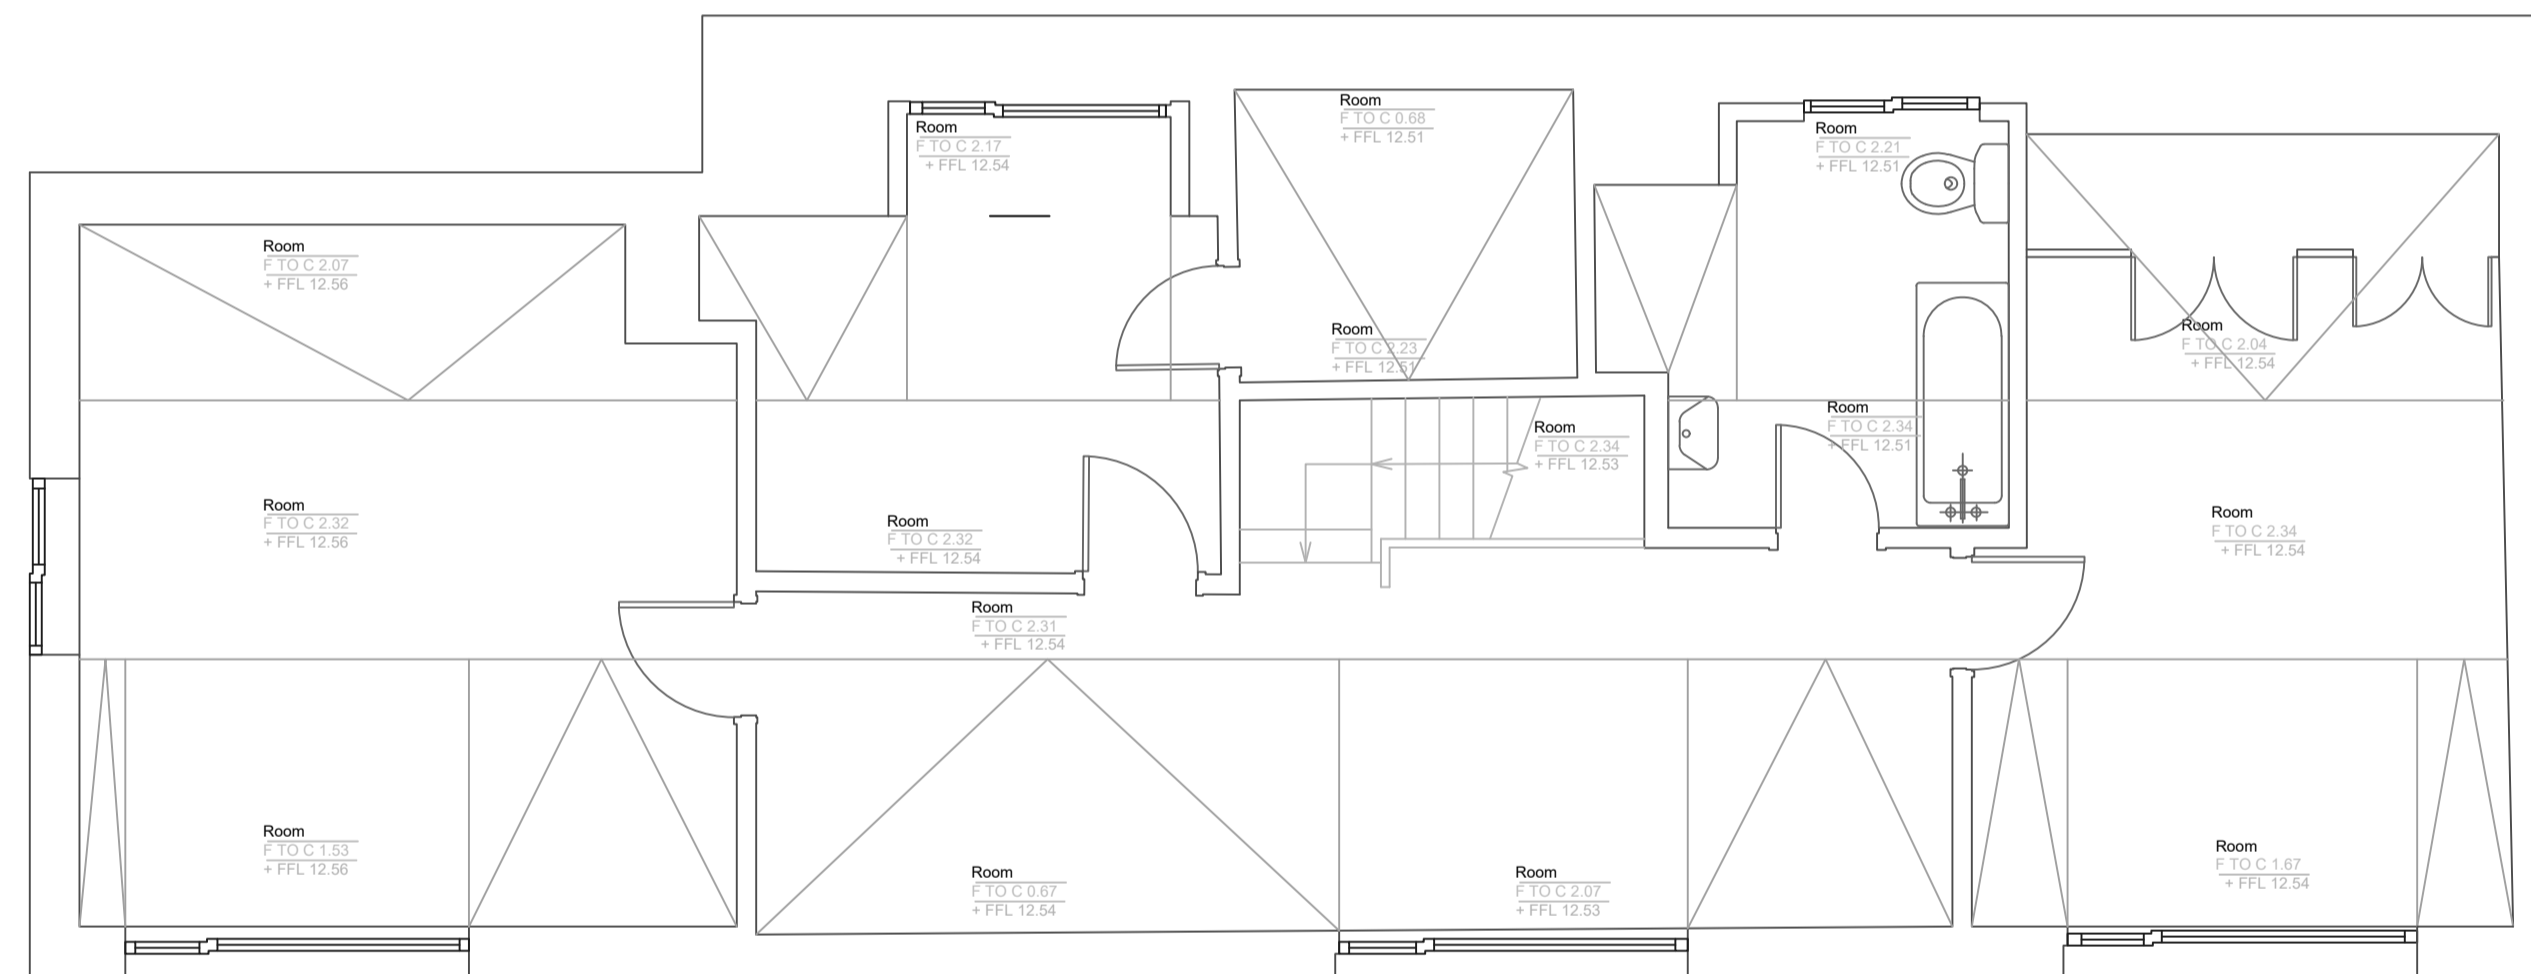 Room
F TO C 0.68
+ FFL 12.51
Room
F TO C 2.17
+ FFL 12.54
Room
F TO C 2.21
+ FFL 12.51
Room
F TO C 2.07
+ FFL 12.56
Room
F TO C 2.23
+ FFL 12.51
Room
F TO C 2.04
+ FFL 12.54
Room
F TO C 2.34
+ FFL 12.51
Room
F TO C 2.34
+ FFL 12.53
Room
F TO C 2.32
+ FFL 12.56
Room
F TO C 2.34
+ FFL 12.54
Room
F TO C 2.32
+ FFL 12.54
Room
F TO C 2.31
+ FFL 12.54
Room
F TO C 1.53
+ FFL 12.56
Room
F TO C 1.67
+ FFL 12.54
Room
F TO C 0.67
+ FFL 12.54
Room
F TO C 2.07
+ FFL 12.53